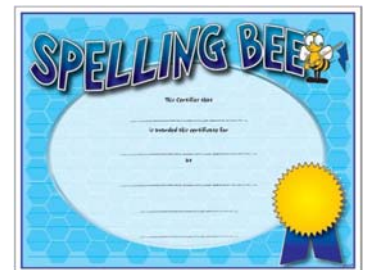 SPELLING BEE
This Certifies that
is awarded this certificate for